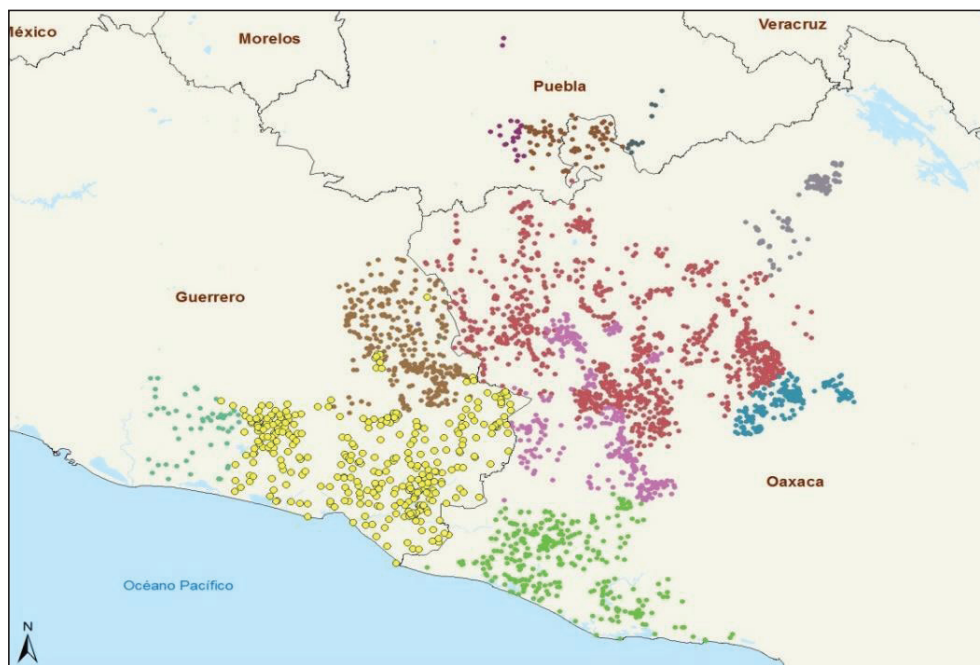 México
Morelos
Veracruz
Puebla
Guerrero
Oaxaca
Océano Pacífico
N